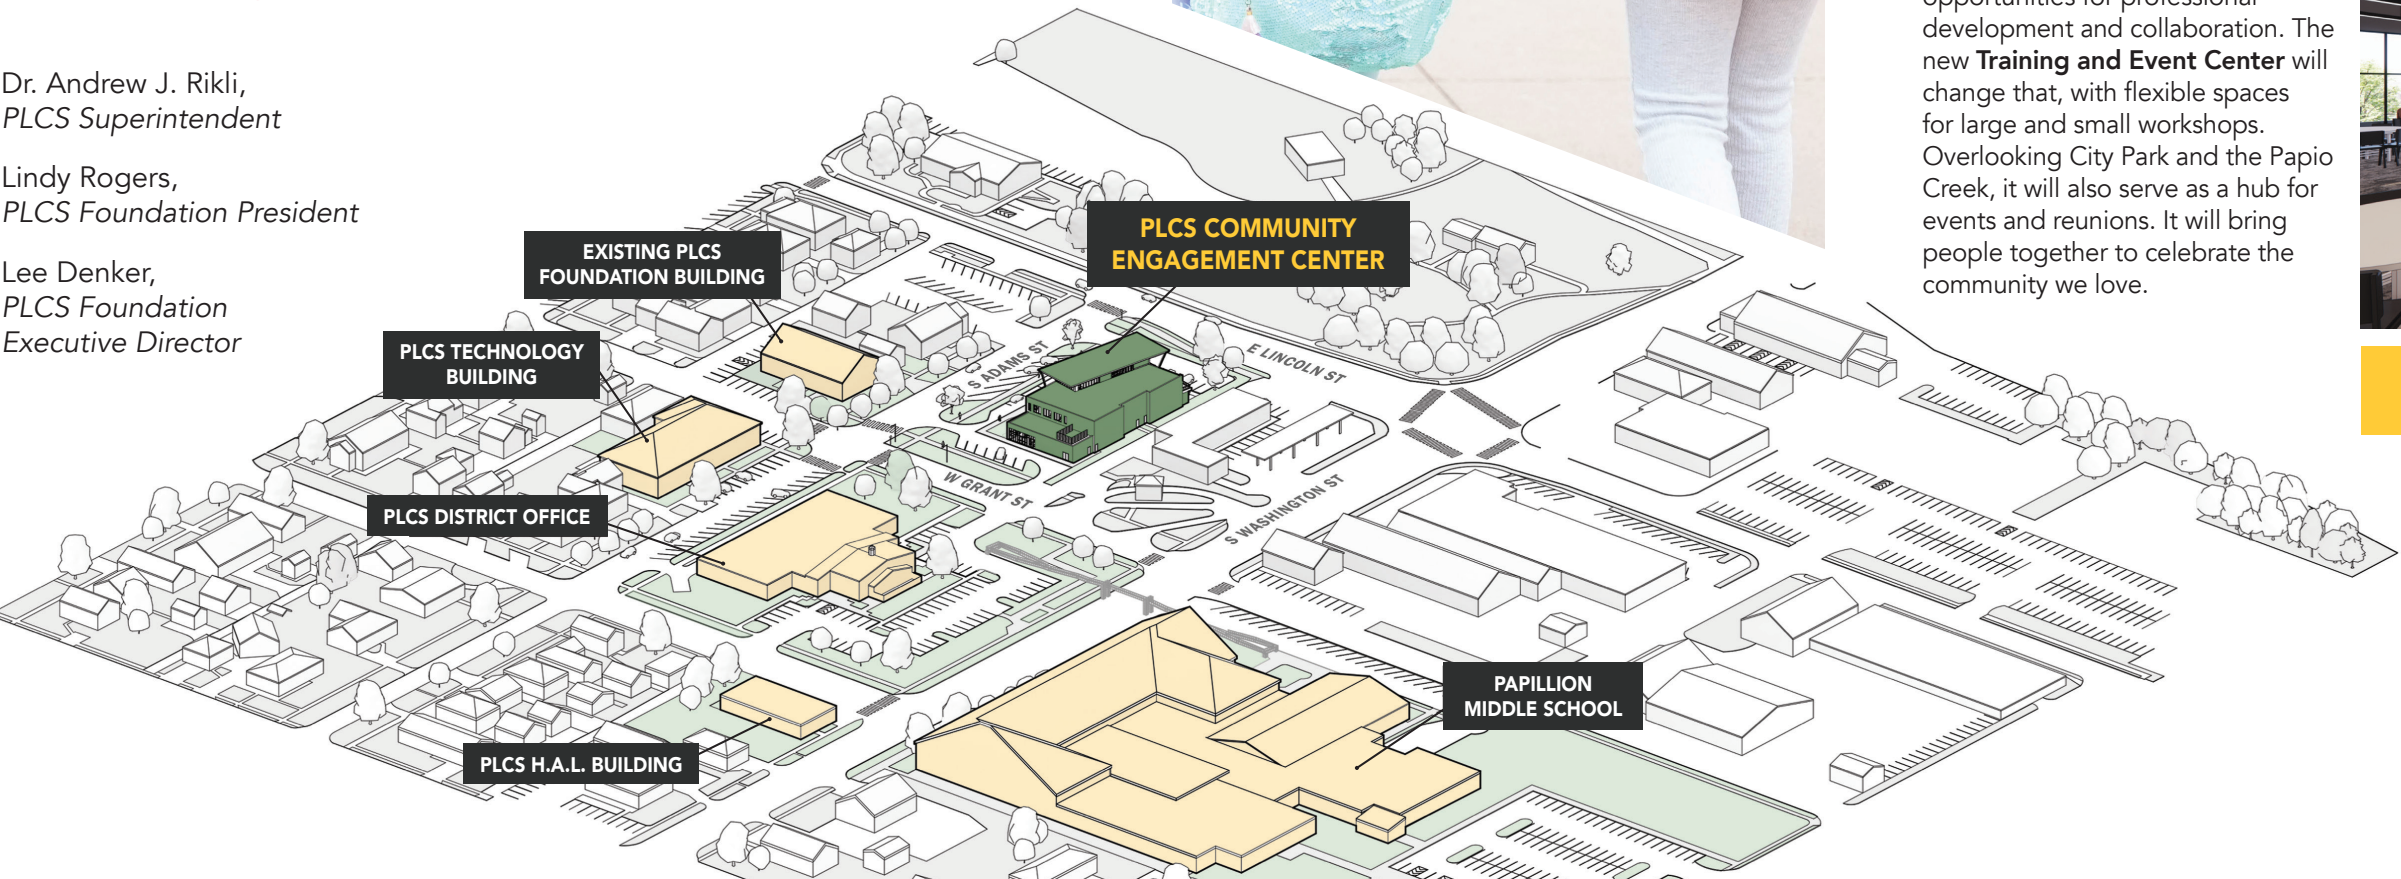 Dr. Andrew J. Rikli,
PLCS Superintendent
Lindy Rogers,
PLCS Foundation President
Lee Denker,
PLCS Foundation
Executive Director
EXISTING PLCS
FOUNDATION BUILDING
PLCS COMMUNITY
ENGAGEMENT CENTER
PLCS TECHNOLOGY
BUILDING
S ADAMS ST
E LINCOLN ST
W GRANT ST
S WASHINGTON ST
PLCS DISTRICT OFFICE
PAPILLION
MIDDLE SCHOOL
PLCS H.A.L. BUILDING
opportunities for professional
development and collaboration. The
new Training and Event Center will
change that, with flexible spaces
for large and small workshops.
Overlooking City Park and the Papio
Creek, it will also serve as a hub for
events and reunions. It will bring
people together to celebrate the
community we love.